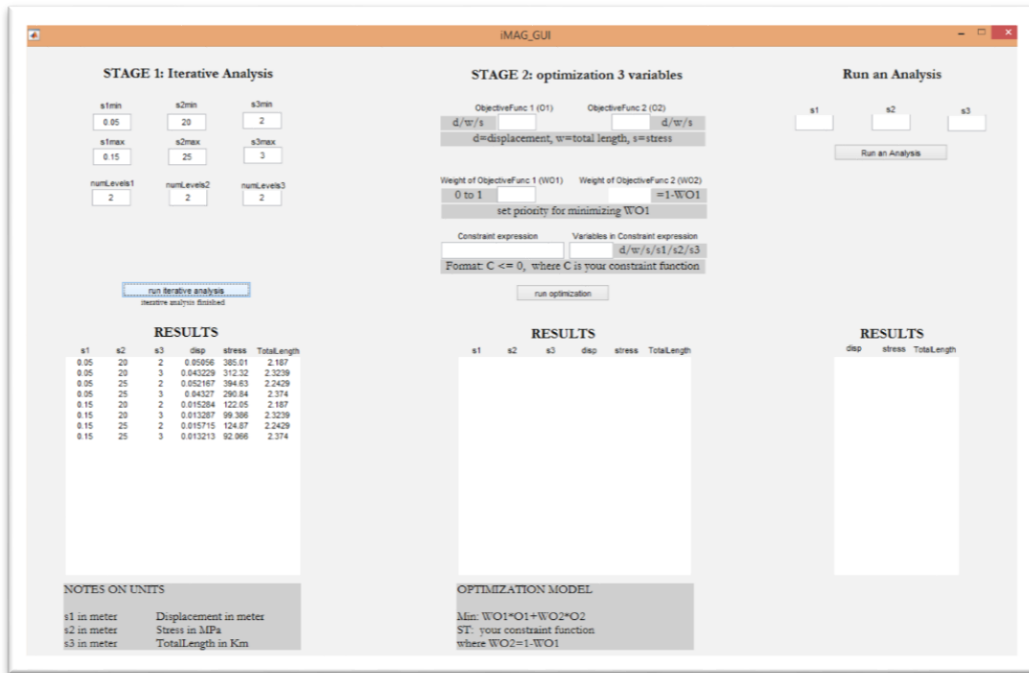 iMAG_GUI
STAGE 1: Iterative Analysis
s1min s2min s3min
0.05 20 2
s1max s2max s3max
0.15 25 3
numLevels1 numLevels2 numLevels3
2 2 2
run iterative analysis
iterative analysis finished
RESULTS
s1 s2 s3 disp stress TotalLength
0.05 20 2 0.05056 385.01 2.187
0.05 20 3 0.043229 312.32 2.3239
0.05 25 2 0.052167 394.63 2.2429
0.05 25 3 0.04327 290.84 2.374
0.15 20 2 0.015284 122.05 2.187
0.15 20 3 0.013287 99.386 2.3239
0.15 25 2 0.015715 124.87 2.2429
0.15 25 3 0.013213 92.066 2.374
NOTES ON UNITS
s1 in meter Displacement in meter
s2 in meter Stress in MPa
s3 in meter TotalLength in Km
STAGE 2: optimization 3 variables
ObjectiveFunc 1 (O1) ObjectiveFunc 2 (O2)
d/w/s d/w/s
d=displacement, w=total length, s=stress
Weight of ObjectiveFunc 1 (WO1) Weight of ObjectiveFunc 2 (WO2)
0 to 1 =1-WO1
set priority for minimizing WO1
Constraint expression Variables in Constraint expression
d/w/s/s1/s2/s3
Format: C <= 0, where C is your constraint function
run optimization
RESULTS
s1 s2 s3 disp stress TotalLength
OPTIMIZATION MODEL
Min: WO1*O1+WO2*O2
ST: your constraint function
where WO2=1-WO1
Run an Analysis
s1 s2 s3
Run an Analysis
RESULTS
disp stress TotalLength